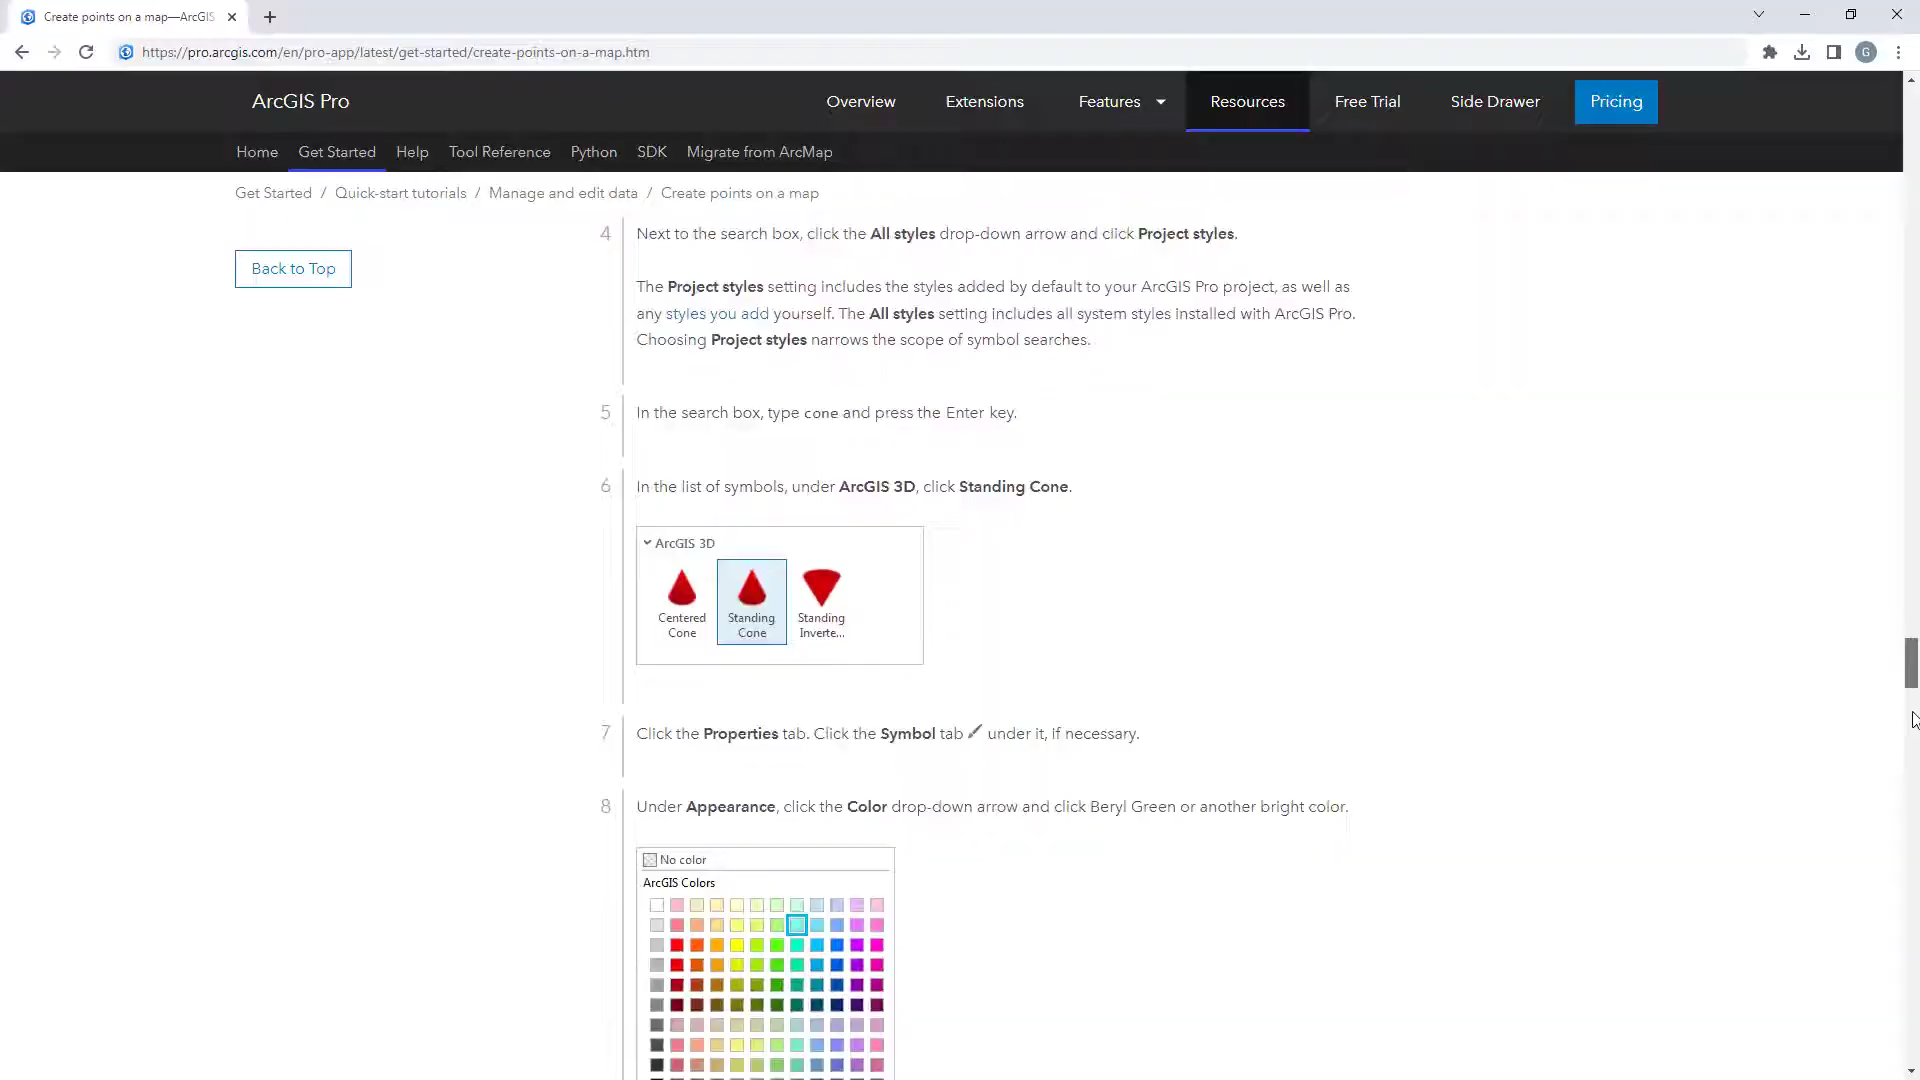 Create points on a map—ArcGIS
https://pro.arcgis.com/en/pro-app/latest/get-started/create-points-on-a-map.htm
G
ArcGIS Pro
Overview
Extensions
Features
Resources
Free Trial
Side Drawer
Pricing
Home
Get Started
Help
Tool Reference
Python
SDK
Migrate from ArcMap
Get Started / Quick-start tutorials / Manage and edit data / Create points on a map
Back to Top
4 Next to the search box, click the All styles drop-down arrow and click Project styles.
The Project styles setting includes the styles added by default to your ArcGIS Pro project, as well as
any styles you add yourself. The All styles setting includes all system styles installed with ArcGIS Pro.
Choosing Project styles narrows the scope of symbol searches.
5 In the search box, type cone and press the Enter key.
6 In the list of symbols, under ArcGIS 3D, click Standing Cone.
ArcGIS 3D
Centered
Cone
Standing
Cone
Standing
Inverte...
7 Click the Properties tab. Click the Symbol tab under it, if necessary.
8 Under Appearance, click the Color drop-down arrow and click Beryl Green or another bright color.
No color
ArcGIS Colors